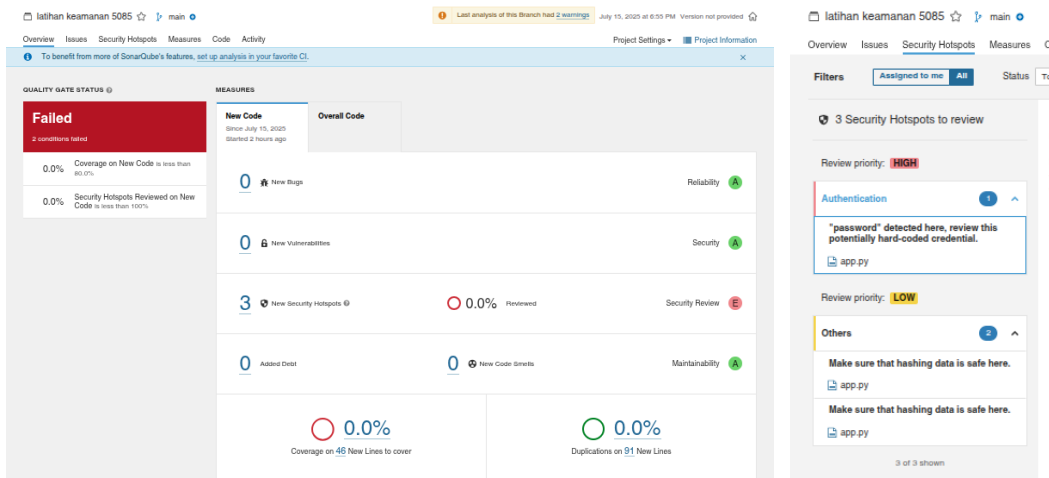 latihan keamanan 5085 main
Last analysis of this Branch had 2 warnings July 15, 2025 at 6:55 PM Version not provided
Overview Issues Security Hotspots Measures Code Activity
Project Settings Project Information
To benefit from more of SonarQube's features, set up analysis in your favorite CI.
QUALITY GATE STATUS
Failed
2 conditions failed
0.0% Coverage on New Code is less than
80.0%
0.0% Security Hotspots Reviewed on New
Code is less than 100%
MEASURES
New Code
Since July 15, 2025
Started 2 hours ago
Overall Code
0 New Bugs Reliability A
0 New Vulnerabilities Security A
3 New Security Hotspots 0.0% Reviewed Security Review E
0 Added Debt 0 New Code Smells Maintainability A
0.0%
Coverage on 46 New Lines to cover
0.0%
Duplications on 91 New Lines
latihan keamanan 5085 main
Overview Issues Security Hotspots Measures C
Filters Assigned to me All Status To
3 Security Hotspots to review
Review priority: HIGH
Authentication 1
"password" detected here, review this
potentially hard-coded credential.
app.py
Review priority: LOW
Others 2
Make sure that hashing data is safe here.
app.py
Make sure that hashing data is safe here.
app.py
3 of 3 shown